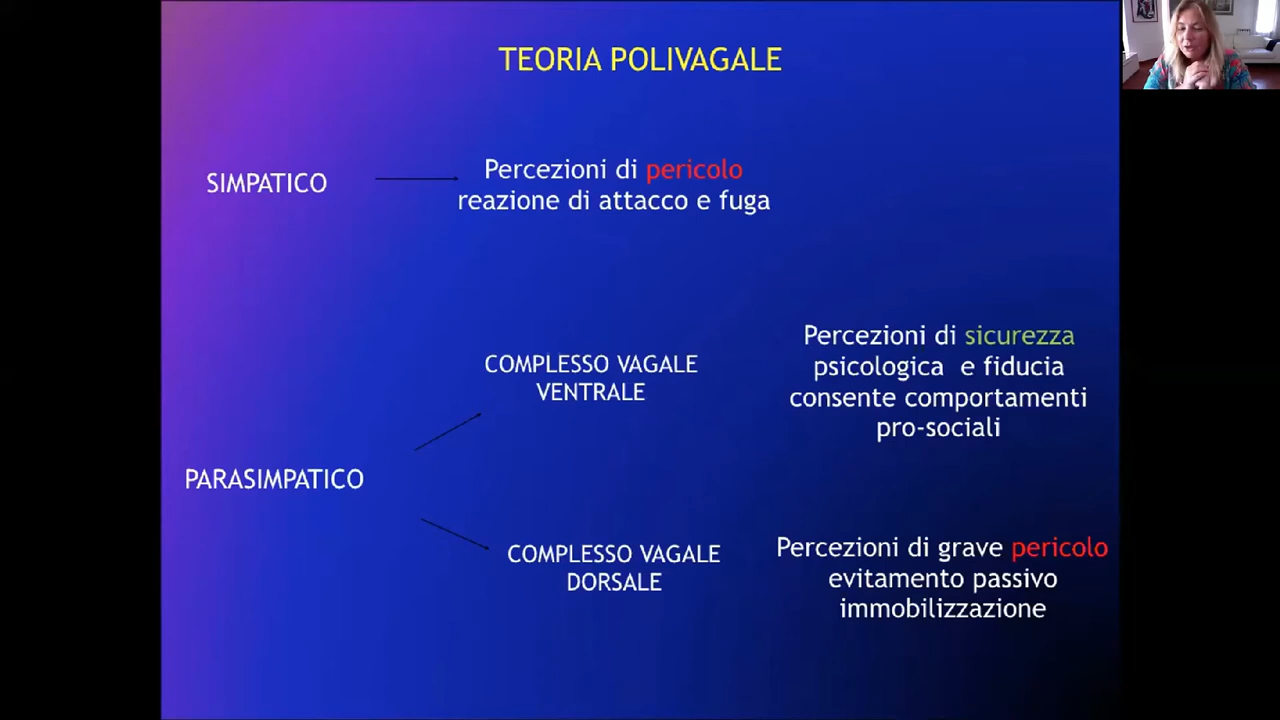 TEORIA POLIVAGALE
SIMPATICO
Percezioni di pericolo
reazione di attacco e fuga
PARASIMPATICO
COMPLESSO VAGALE
VENTRALE
Percezioni di sicurezza
psicologica e fiducia
consente comportamenti
pro-sociali
COMPLESSO VAGALE
DORSALE
Percezioni di grave pericolo
evitamento passivo
immobilizzazione